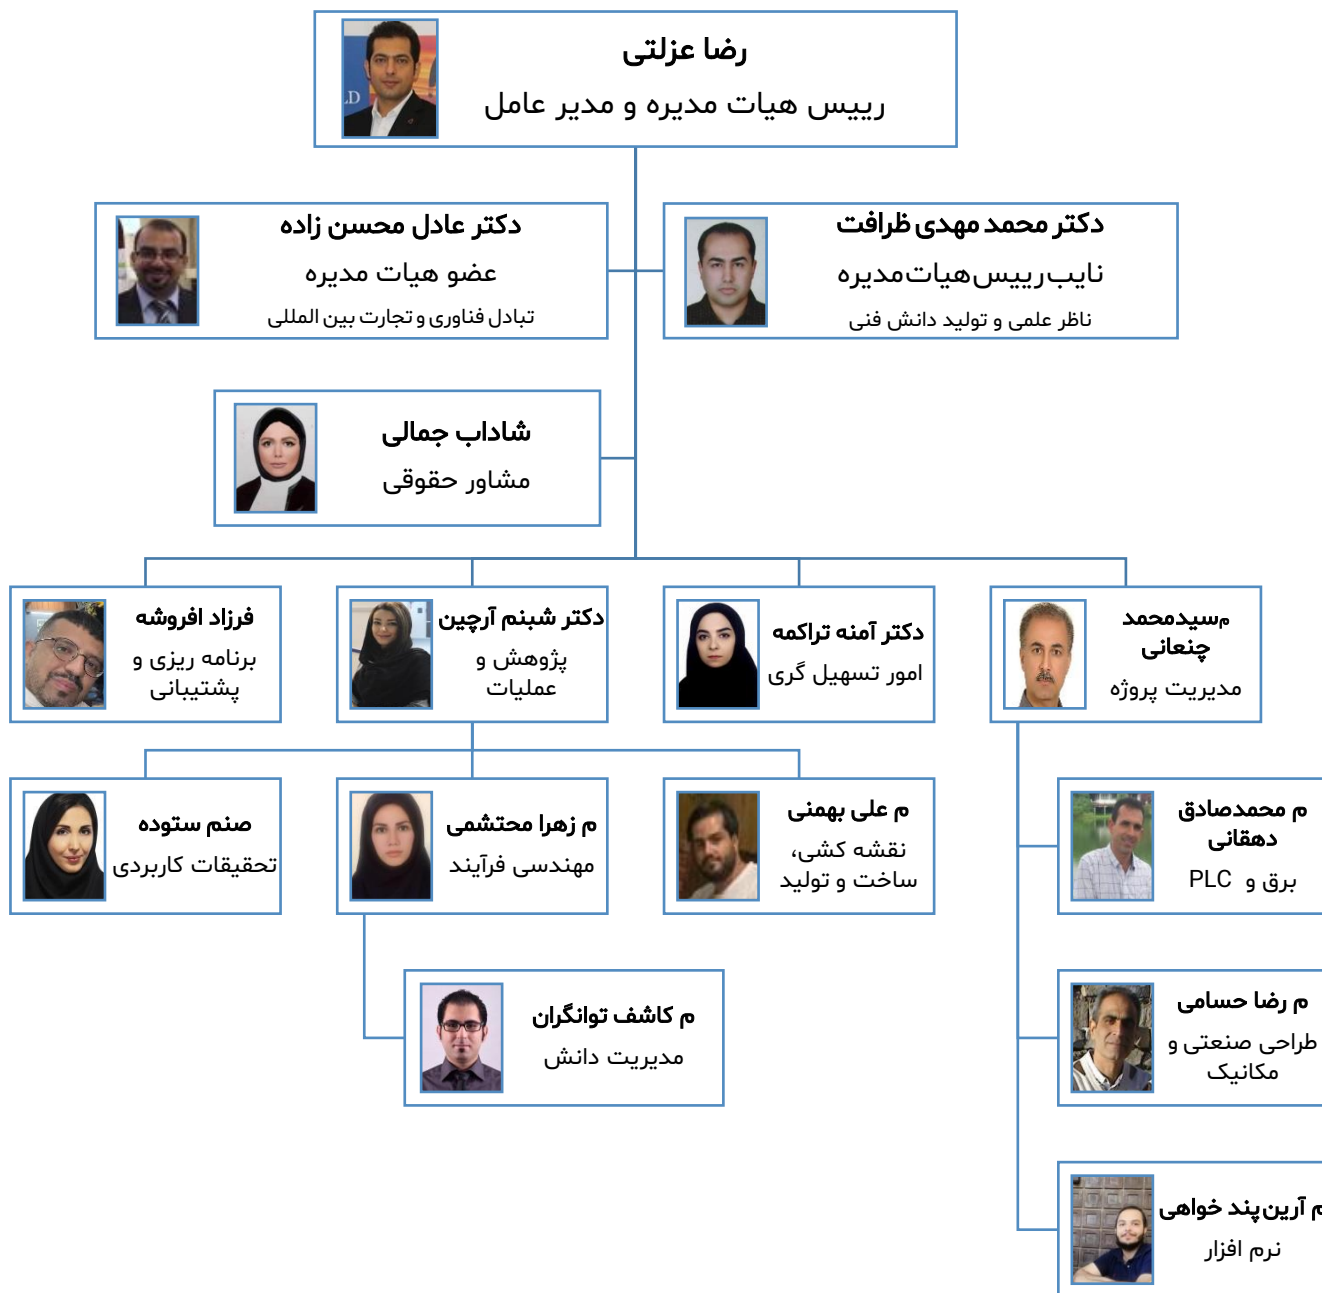 رضا عزلتی
رییس هیات مدیره و مدیر عامل
LD
دکتر محمد مهدی ظرافت
نایب رییس هیات مدیره
ناظر علمی و تولید دانش فنی
دکتر عادل محسن زاده
عضو هیات مدیره
تبادل فناوری و تجارت بین المللی
شاداب جمالی
مشاور حقوقی
م سیدمحمد
چنعانی
مدیریت پروژه
دکتر آمنه تراکمه
امور تسهیل گری
دکتر شبنم آرچین
پژوهش و
عملیات
فرزاد افروشه
برنامه ریزی و
پشتیبانی
م محمدصادق
دهقانی
برق و PLC
م علی بهمنی
نقشه کشی،
ساخت و تولید
م زهرا محتشمی
مهندسی فرآیند
صنم ستوده
تحقیقات کاربردی
م رضا حسامی
طراحی صنعتی و
مکانیک
م کاشف توانگران
مدیریت دانش
م آرین پند خواهی
نرم افزار